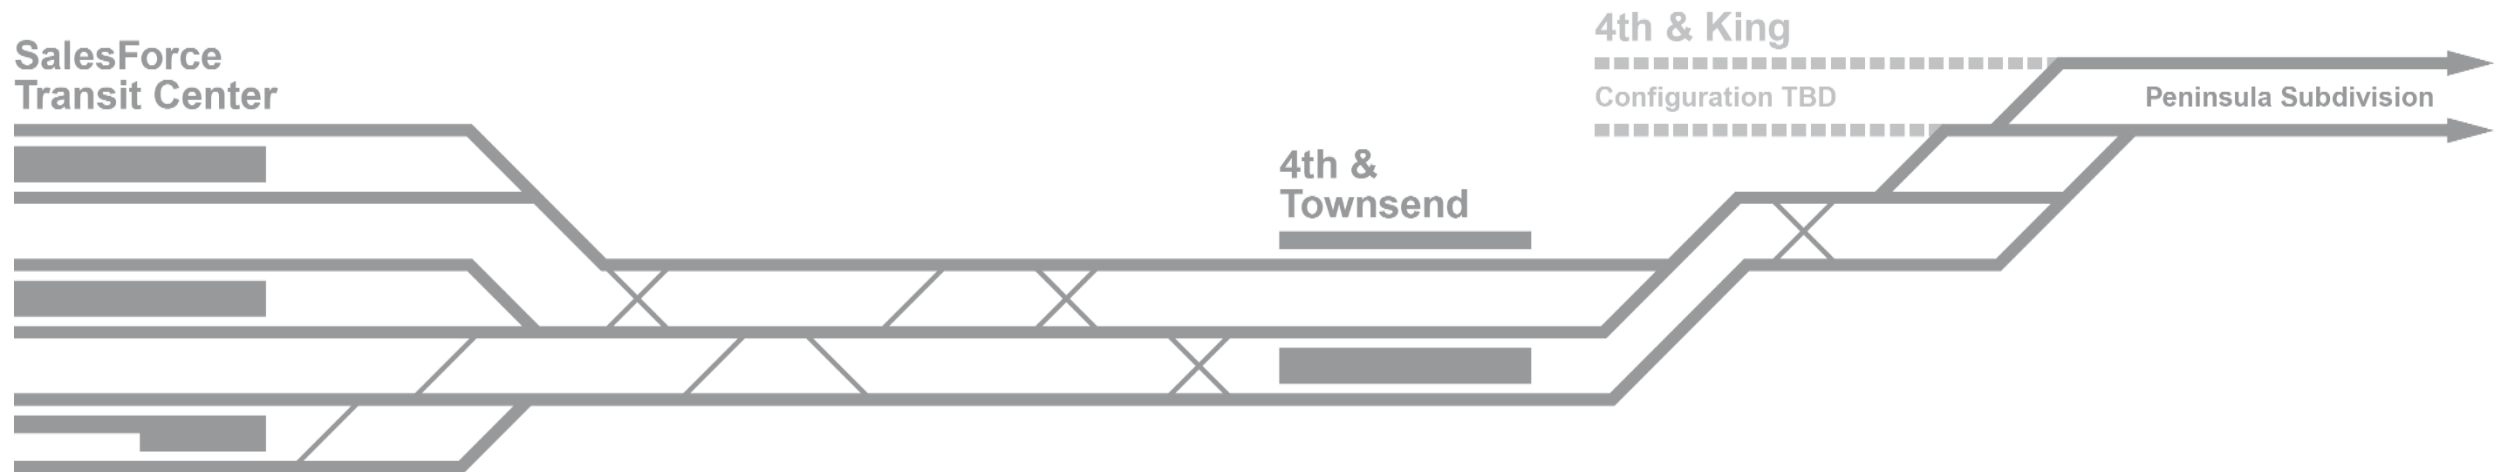 SalesForce
Transit Center
4th &
Townsend
4th & King
Configuration TBD
Peninsula Subdivision